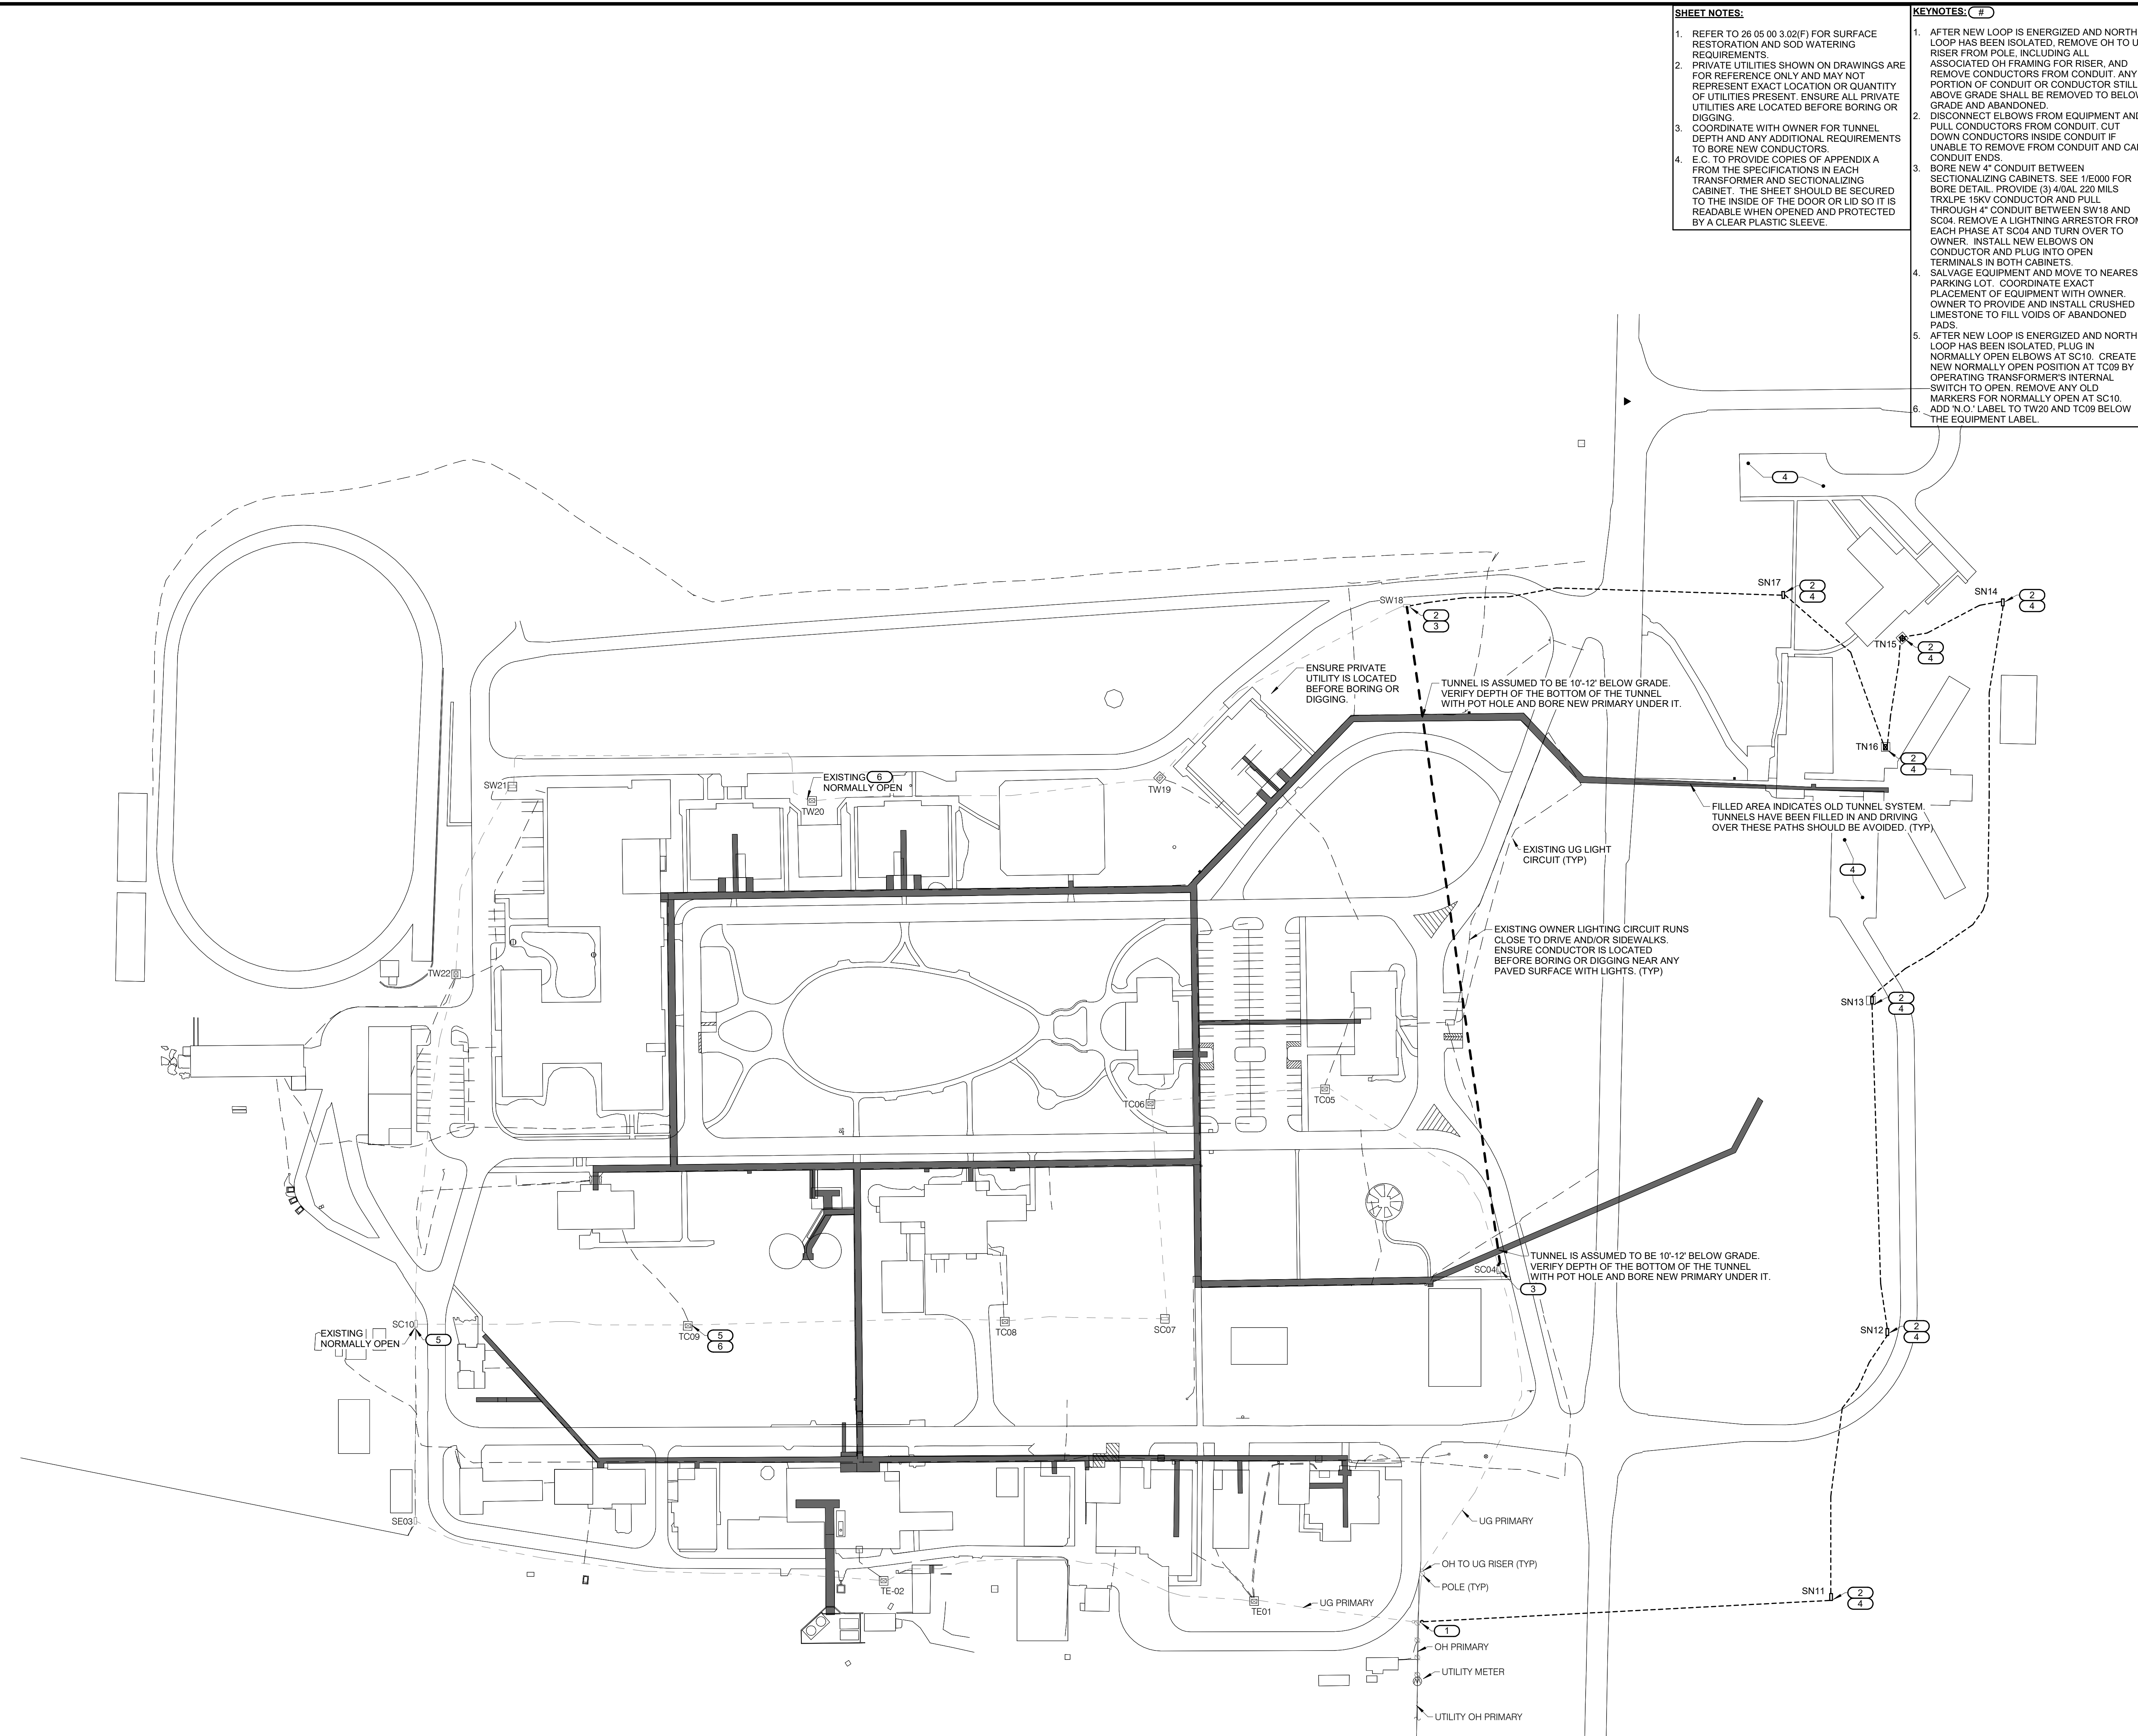 SHEET NOTES:
1. REFER TO 26 05 00 3.02(F) FOR SURFACE
RESTORATION AND SOD WATERING
REQUIREMENTS.
2. PRIVATE UTILITIES SHOWN ON DRAWINGS ARE
FOR REFERENCE ONLY AND MAY NOT
REPRESENT EXACT LOCATION OR QUANTITY
OF UTILITIES PRESENT. ENSURE ALL PRIVATE
UTILITIES ARE LOCATED BEFORE BORING OR
DIGGING.
3. COORDINATE WITH OWNER FOR TUNNEL
DEPTH AND ANY ADDITIONAL REQUIREMENTS
TO BORE NEW CONDUCTORS.
4. E.C. TO PROVIDE COPIES OF APPENDIX A
FROM THE SPECIFICATIONS IN EACH
TRANSFORMER AND SECTIONALIZING
CABINET. THE SHEET SHOULD BE SECURED
TO THE INSIDE OF THE DOOR OR LID SO IT IS
READABLE WHEN OPENED AND PROTECTED
BY A CLEAR PLASTIC SLEEVE.
KEYNOTES: #
1. AFTER NEW LOOP IS ENERGIZED AND NORTH
LOOP HAS BEEN ISOLATED, REMOVE OH TO
RISER FROM POLE, INCLUDING ALL
ASSOCIATED OH FRAMING FOR RISER, AND
REMOVE CONDUCTORS FROM CONDUIT. ANY
PORTION OF CONDUIT OR CONDUCTOR STILL
ABOVE GRADE SHALL BE REMOVED TO
GRADE AND ABANDONED.
2. DISCONNECT ELBOWS FROM EQUIPMENT
PULL CONDUCTORS FROM CONDUIT. CUT
DOWN CONDUCTORS INSIDE CONDUIT IF
UNABLE TO REMOVE FROM CONDUIT AND
CONDUIT ENDS.
3. BORE NEW 4" CONDUIT BETWEEN
SECTIONALIZING CABINETS. SEE 1/E000 FOR
BORE DETAIL. PROVIDE (3) 4/0AL 220 MILS
TRXLPE 15KV CONDUCTOR AND PULL
THROUGH 4" CONDUIT BETWEEN SW18 AND
SC04. REMOVE A LIGHTNING ARRESTOR
EACH PHASE AT SC04 AND TURN OVER TO
OWNER. INSTALL NEW ELBOWS ON
CONDUCTOR AND PLUG INTO OPEN
TERMINALS IN BOTH CABINETS.
4. SALVAGE EQUIPMENT AND MOVE TO
PARKING LOT. COORDINATE EXACT
PLACEMENT OF EQUIPMENT WITH OWNER.
OWNER TO PROVIDE AND INSTALL CRUSHED
LIMESTONE TO FILL VOIDS OF ABANDONED
PADS.
5. AFTER NEW LOOP IS ENERGIZED AND NORTH
LOOP HAS BEEN ISOLATED, PLUG IN
NORMALLY OPEN ELBOWS AT SC10. CREATE
NEW NORMALLY OPEN POSITION AT TC09 BY
OPERATING TRANSFORMER'S INTERNAL
SWITCH TO OPEN. REMOVE ANY OLD
MARKERS FOR NORMALLY OPEN AT SC10.
6. ADD 'N.O.' LABEL TO TW20 AND TC09 BELOW
THE EQUIPMENT LABEL.
4
SN17
2
4
SN14
2
4
SW18
2
3
TN15
2
4
ENSURE PRIVATE
UTILITY IS LOCATED
BEFORE BORING OR
DIGGING.
TUNNEL IS ASSUMED TO BE 10'-12' BELOW GRADE.
VERIFY DEPTH OF THE BOTTOM OF THE TUNNEL
WITH POT HOLE AND BORE NEW PRIMARY UNDER IT.
TN16
2
4
SW21
EXISTING 6
NORMALLY OPEN
TW20
TW19
FILLED AREA INDICATES OLD TUNNEL SYSTEM.
TUNNELS HAVE BEEN FILLED IN AND DRIVING
OVER THESE PATHS SHOULD BE AVOIDED. (TYP)
EXISTING UG LIGHT
CIRCUIT (TYP)
4
EXISTING OWNER LIGHTING CIRCUIT RUNS
CLOSE TO DRIVE AND/OR SIDEWALKS.
ENSURE CONDUCTOR IS LOCATED
BEFORE BORING OR DIGGING NEAR ANY
PAVED SURFACE WITH LIGHTS. (TYP)
TW22
SN13
2
4
TC06
TC05
TUNNEL IS ASSUMED TO BE 10'-12' BELOW GRADE.
VERIFY DEPTH OF THE BOTTOM OF THE TUNNEL
WITH POT HOLE AND BORE NEW PRIMARY UNDER IT.
SC04
3
SC10
EXISTING
NORMALLY OPEN
5
TC09
5
6
TC08
SC07
SN12
2
4
SE03
UG PRIMARY
OH TO UG RISER (TYP)
POLE (TYP)
TE-02
UG PRIMARY
TE01
SN11
2
4
1
OH PRIMARY
UTILITY METER
UTILITY OH PRIMARY